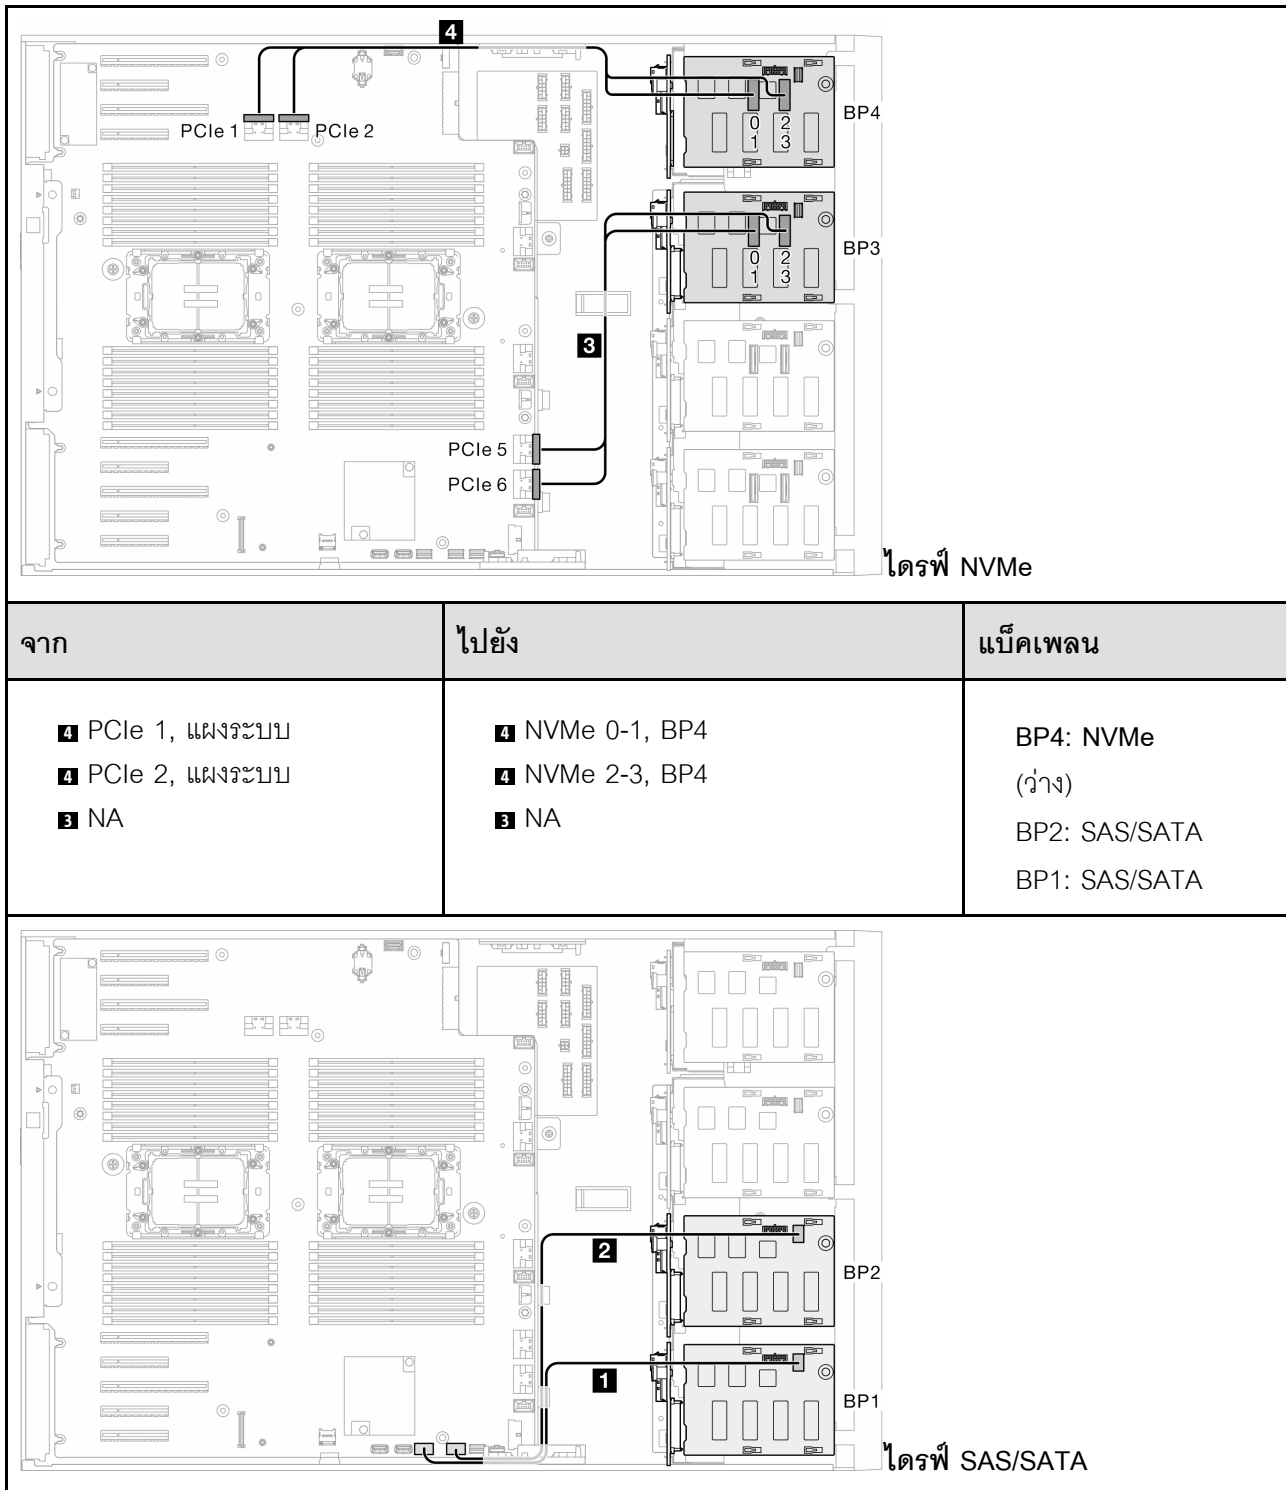 4
PCIe 1
PCIe 2
0
1
2
3
BP4
0
1
2
3
BP3
3
PCIe 5
PCIe 6
ไดรฟ์ NVMe
จาก
ไปยัง
แบ็คเพลน
4 PCIe 1, แผงระบบ
4 PCIe 2, แผงระบบ
3 NA
4 NVMe 0-1, BP4
4 NVMe 2-3, BP4
3 NA
BP4: NVMe
(ว่าง)
BP2: SAS/SATA
BP1: SAS/SATA
2
BP2
1
BP1
ไดรฟ์ SAS/SATA